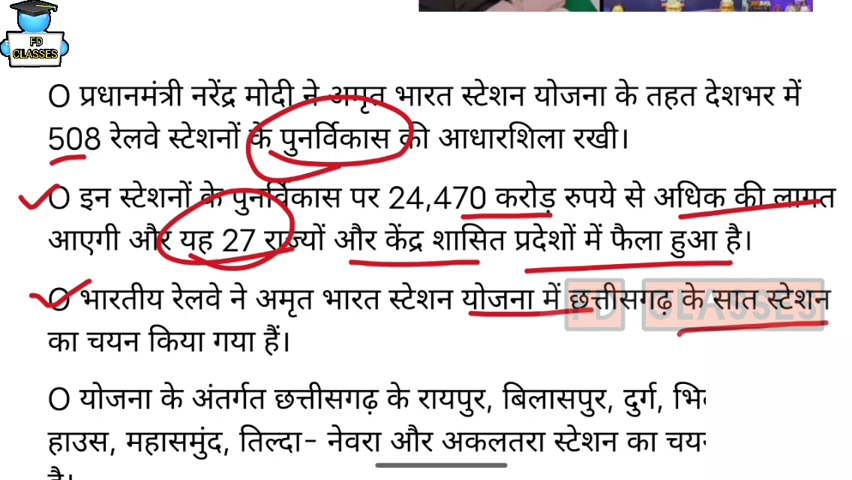 FD
CLASSES
O प्रधानमंत्री नरेंद्र मोदी ने अमृत भारत स्टेशन योजना के तहत देशभर में
508 रेलवे स्टेशनों के पुनर्विकास की आधारशिला रखी।
O इन स्टेशनों के पुनर्विकास पर 24,470 करोड़ रुपये से अधिक की लागत
आएगी और यह 27 राज्यों और केंद्र शासित प्रदेशों में फैला हुआ है।
O भारतीय रेलवे ने अमृत भारत स्टेशन योजना में छत्तीसगढ़ के सात स्टेशन
का चयन किया गया हैं।
FD CLASSES
O योजना के अंतर्गत छत्तीसगढ़ के रायपुर, बिलासपुर, दुर्ग,
हाउस, महासमुंद, तिल्दा- नेवरा और अकलतरा स्टेशन का